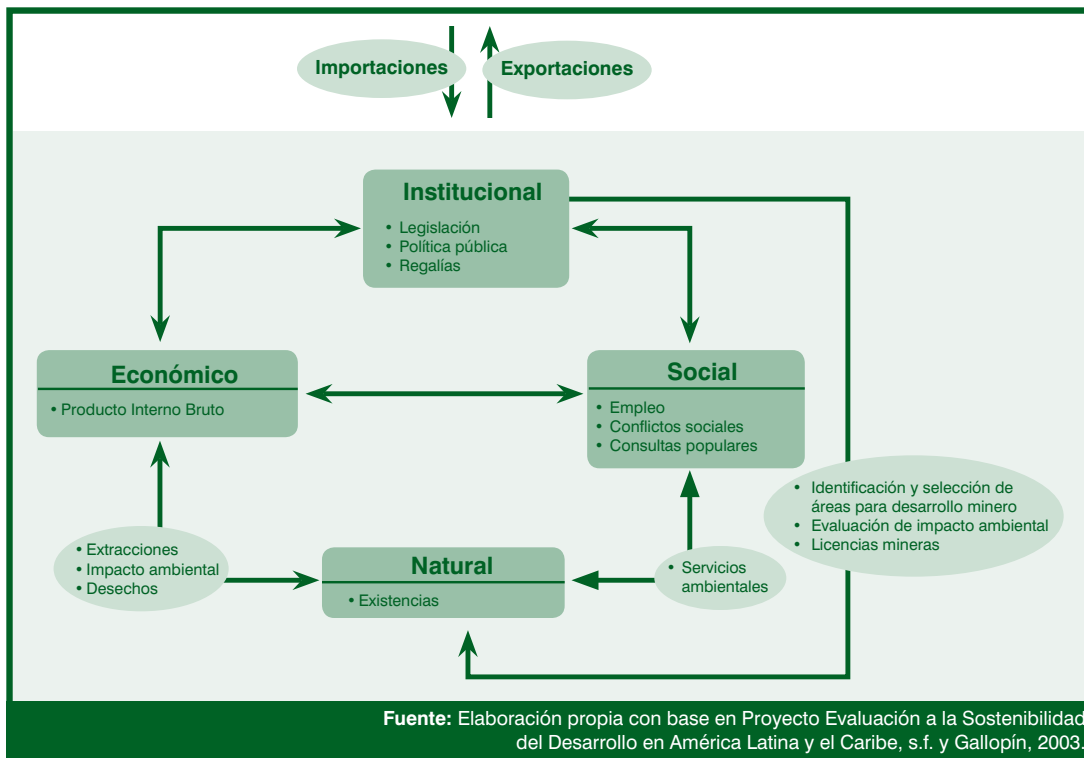 Importaciones
Exportaciones
Institucional
• Legislación
• Política pública
• Regalías
Económico
• Producto Interno Bruto
Social
• Empleo
• Conflictos sociales
• Consultas populares
• Identificación y selección de
áreas para desarrollo minero
• Evaluación de impacto ambiental
• Licencias mineras
• Extracciones
• Impacto ambiental
• Desechos
Natural
• Existencias
• Servicios
ambientales
Fuente: Elaboración propia con base en Proyecto Evaluación a la Sostenibilidad
del Desarrollo en América Latina y el Caribe, s.f. y Gallopín, 2003.